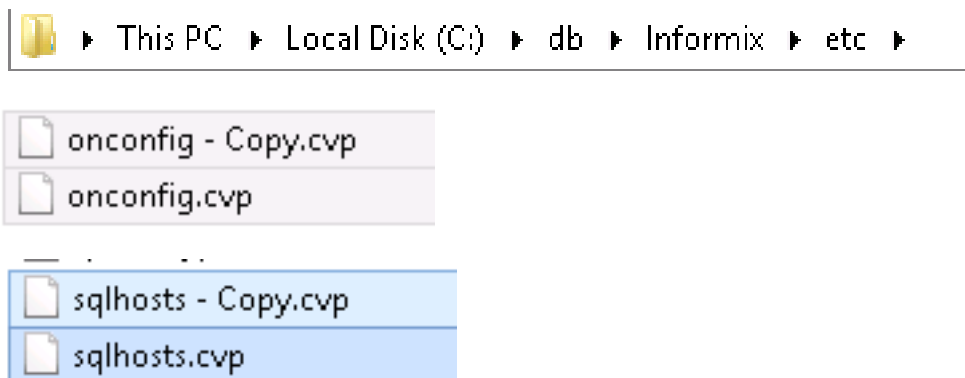 This PC ▸ Local Disk (C:) ▸ db ▸ Informix ▸ etc ▸
onconfig - Copy.cvp
onconfig.cvp
sqlhosts - Copy.cvp
sqlhosts.cvp